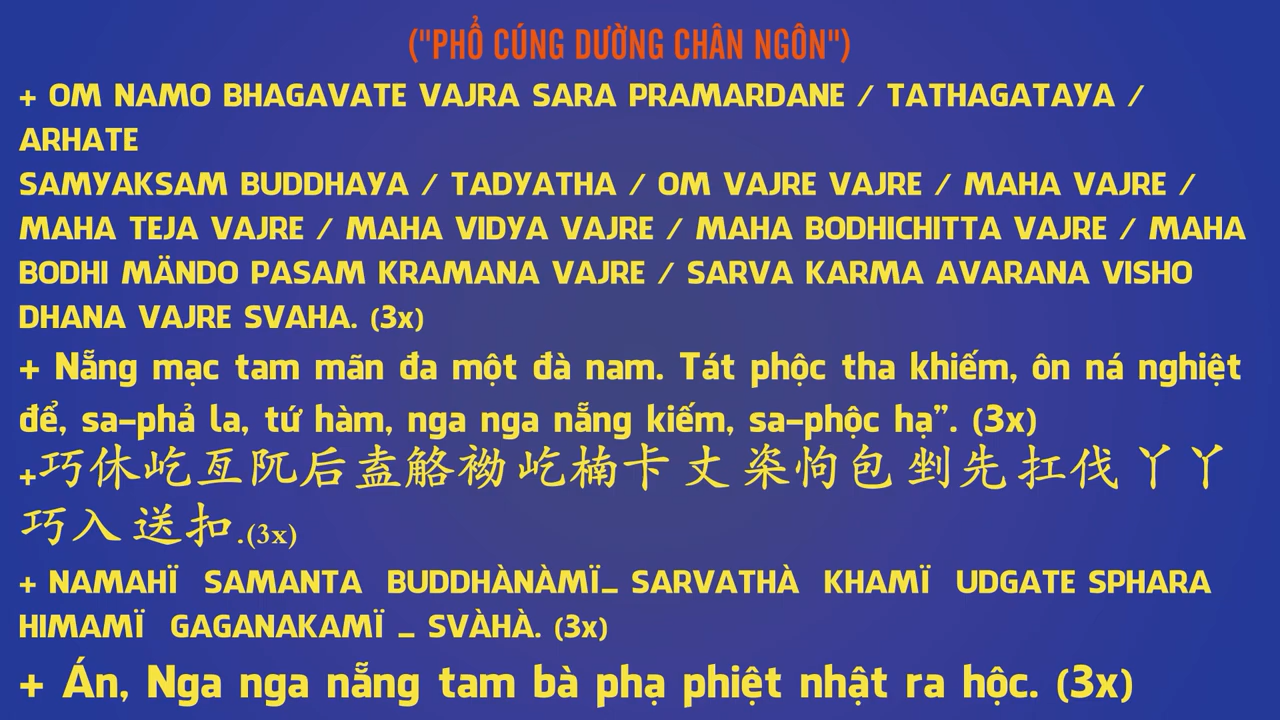 ("PHỔ CÚNG DƯỜNG CHÂN NGÔN")
+ OM NAMO BHAGAVATE VAJRA SARA PRAMARDANE / TATHAGATAYA /
ARHATE
SAMYAKSAM BUDDHAYA / TADYATHA / OM VAJRE VAJRE / MAHA VAJRE /
MAHA TEJA VAJRE / MAHA VIDYA VAJRE / MAHA BODHICHITTA VAJRE / MAHA
BODHI MÄNDO PASAM KRAMANA VAJRE / SARVA KARMA AVARANA VISHO
DHANA VAJRE SVAHA. (3x)
+ Nẵng mạc tam mãn đa một đà nam. Tát phộc tha khiếm, ôn ná nghiệt
để, sa-phả la, tứ hàm, nga nga nẵng kiếm, sa-phộc hạ”. (3x)
+巧休屹亙阢后盍觡袎屹楠卡丈秶恦包剉先扛伐丫丫
巧入送扣.(3x)
+ NAMAHÏ SAMANTA BUDDHÀNÀMÏ_ SARVATHÀ KHAMÏ UDGATE SPHARA
HIMAMÏ GAGANAKAMÏ _ SVÀHÀ. (3x)
+ Án, Nga nga nẵng tam bà phạ phiệt nhật ra hộc. (3x)